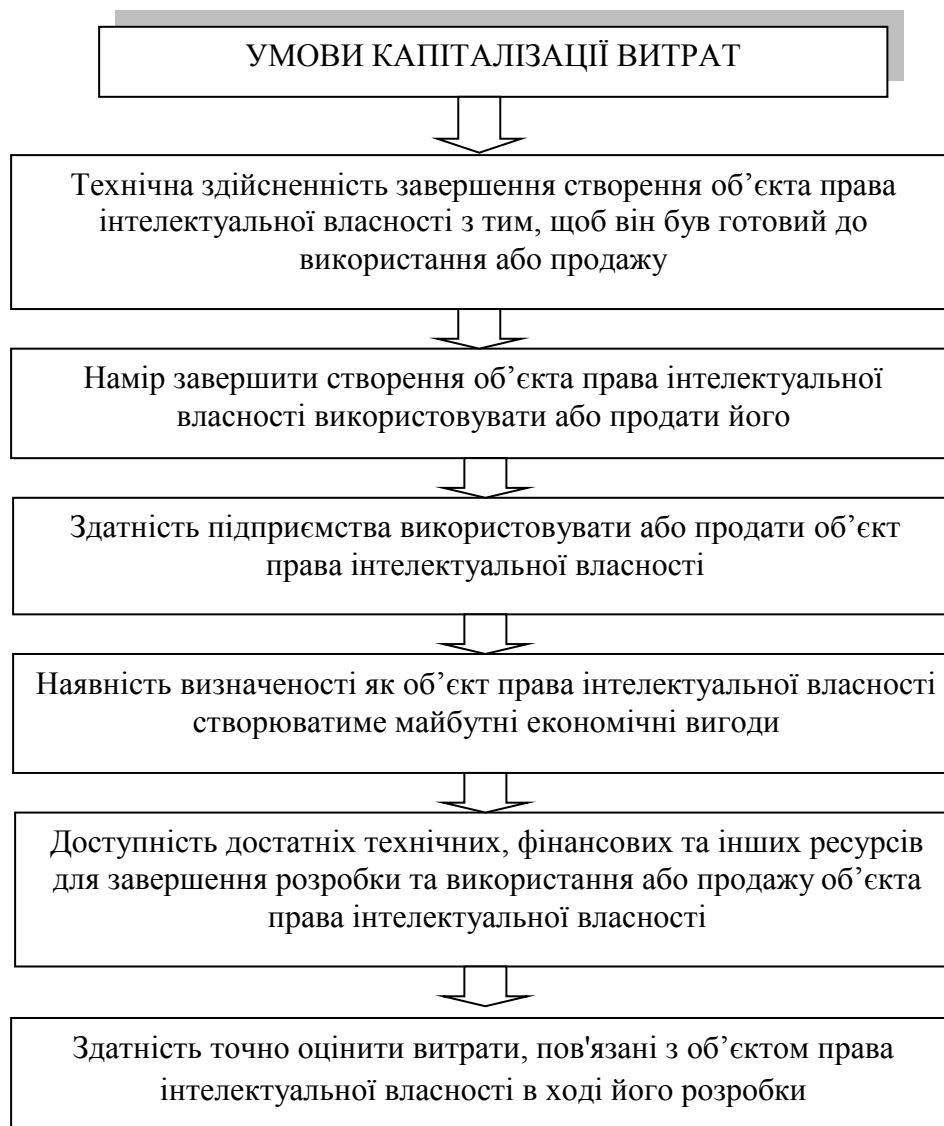 УМОВИ КАПІТАЛІЗАЦІЇ ВИТРАТ
Технічна здійсненність завершення створення об’єкта права
інтелектуальної власності з тим, щоб він був готовий до
використання або продажу
Намір завершити створення об’єкта права інтелектуальної
власності використовувати або продати його
Здатність підприємства використовувати або продати об’єкт
права інтелектуальної власності
Наявність визначеності як об’єкт права інтелектуальної власності
створюватиме майбутні економічні вигоди
Доступність достатніх технічних, фінансових та інших ресурсів
для завершення розробки та використання або продажу об’єкта
права інтелектуальної власності
Здатність точно оцінити витрати, пов'язані з об’єктом права
інтелектуальної власності в ході його розробки